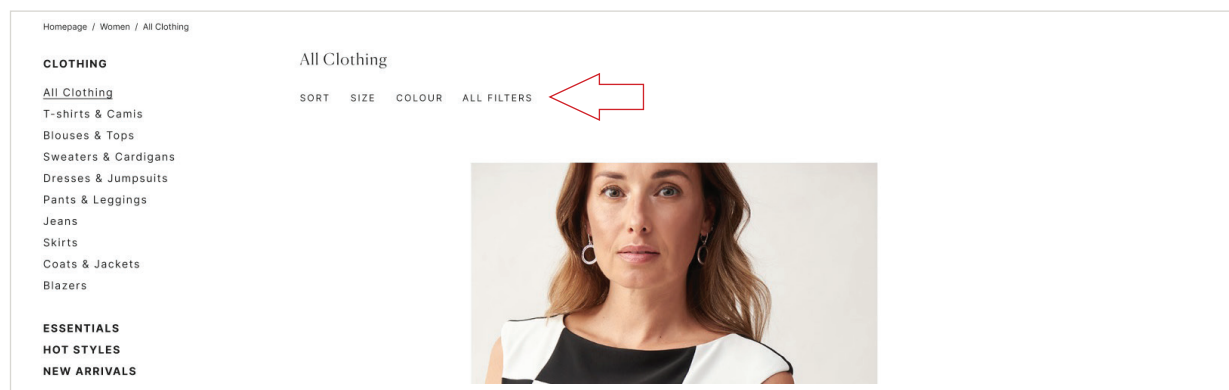 Homepage / Women / All Clothing
CLOTHING
All Clothing
T-shirts & Camis
Blouses & Tops
Sweaters & Cardigans
Dresses & Jumpsuits
Pants & Leggings
Jeans
Skirts
Coats & Jackets
Blazers
ESSENTIALS
HOT STYLES
NEW ARRIVALS
All Clothing
SORT SIZE COLOUR ALL FILTERS